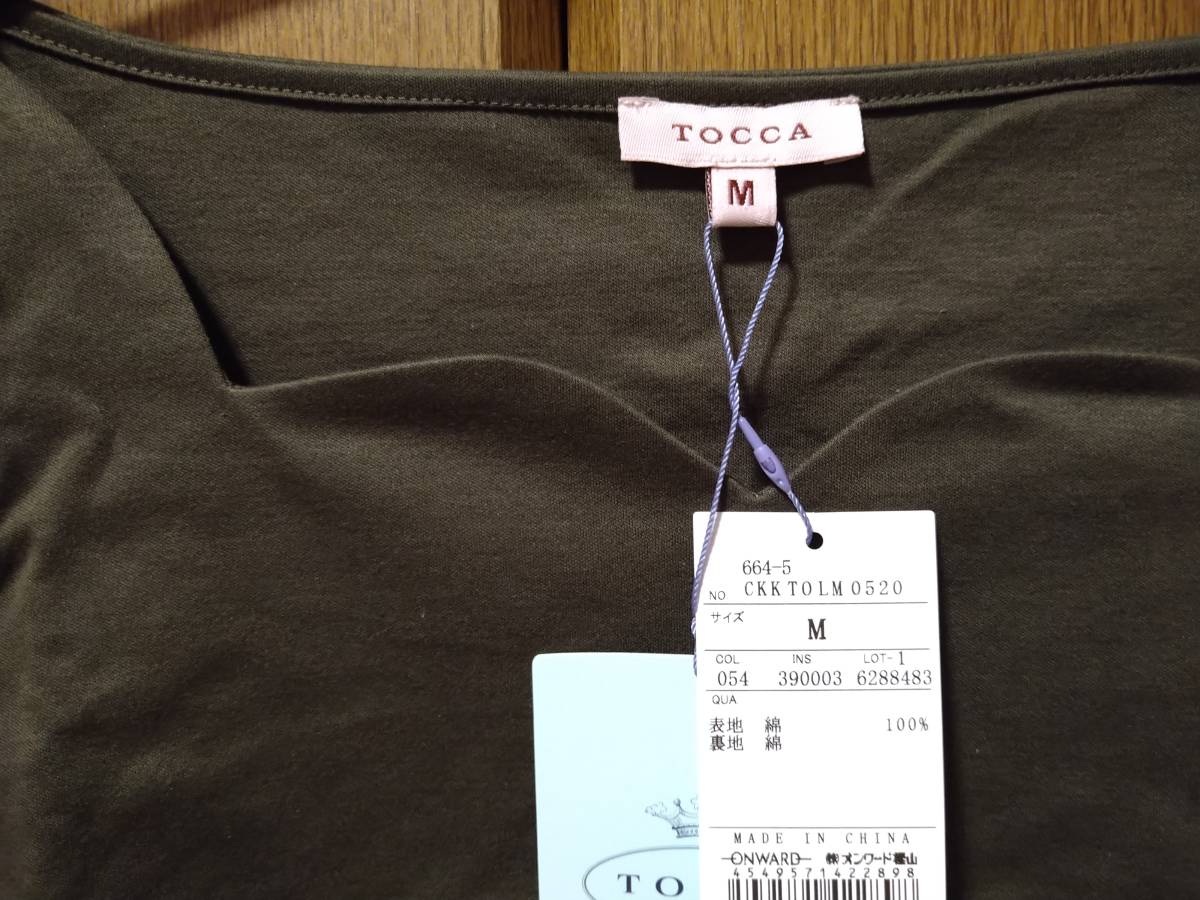 TOCCA
M
664-5
NO CKKTOLM0520
サイズ
M
COL INS LOT-1
054 390003 6288483
QUA
表地 綿 100%
裏地 綿
MADE IN CHINA
ONWARD ㈱オンワード樫山
4549571422898
TO